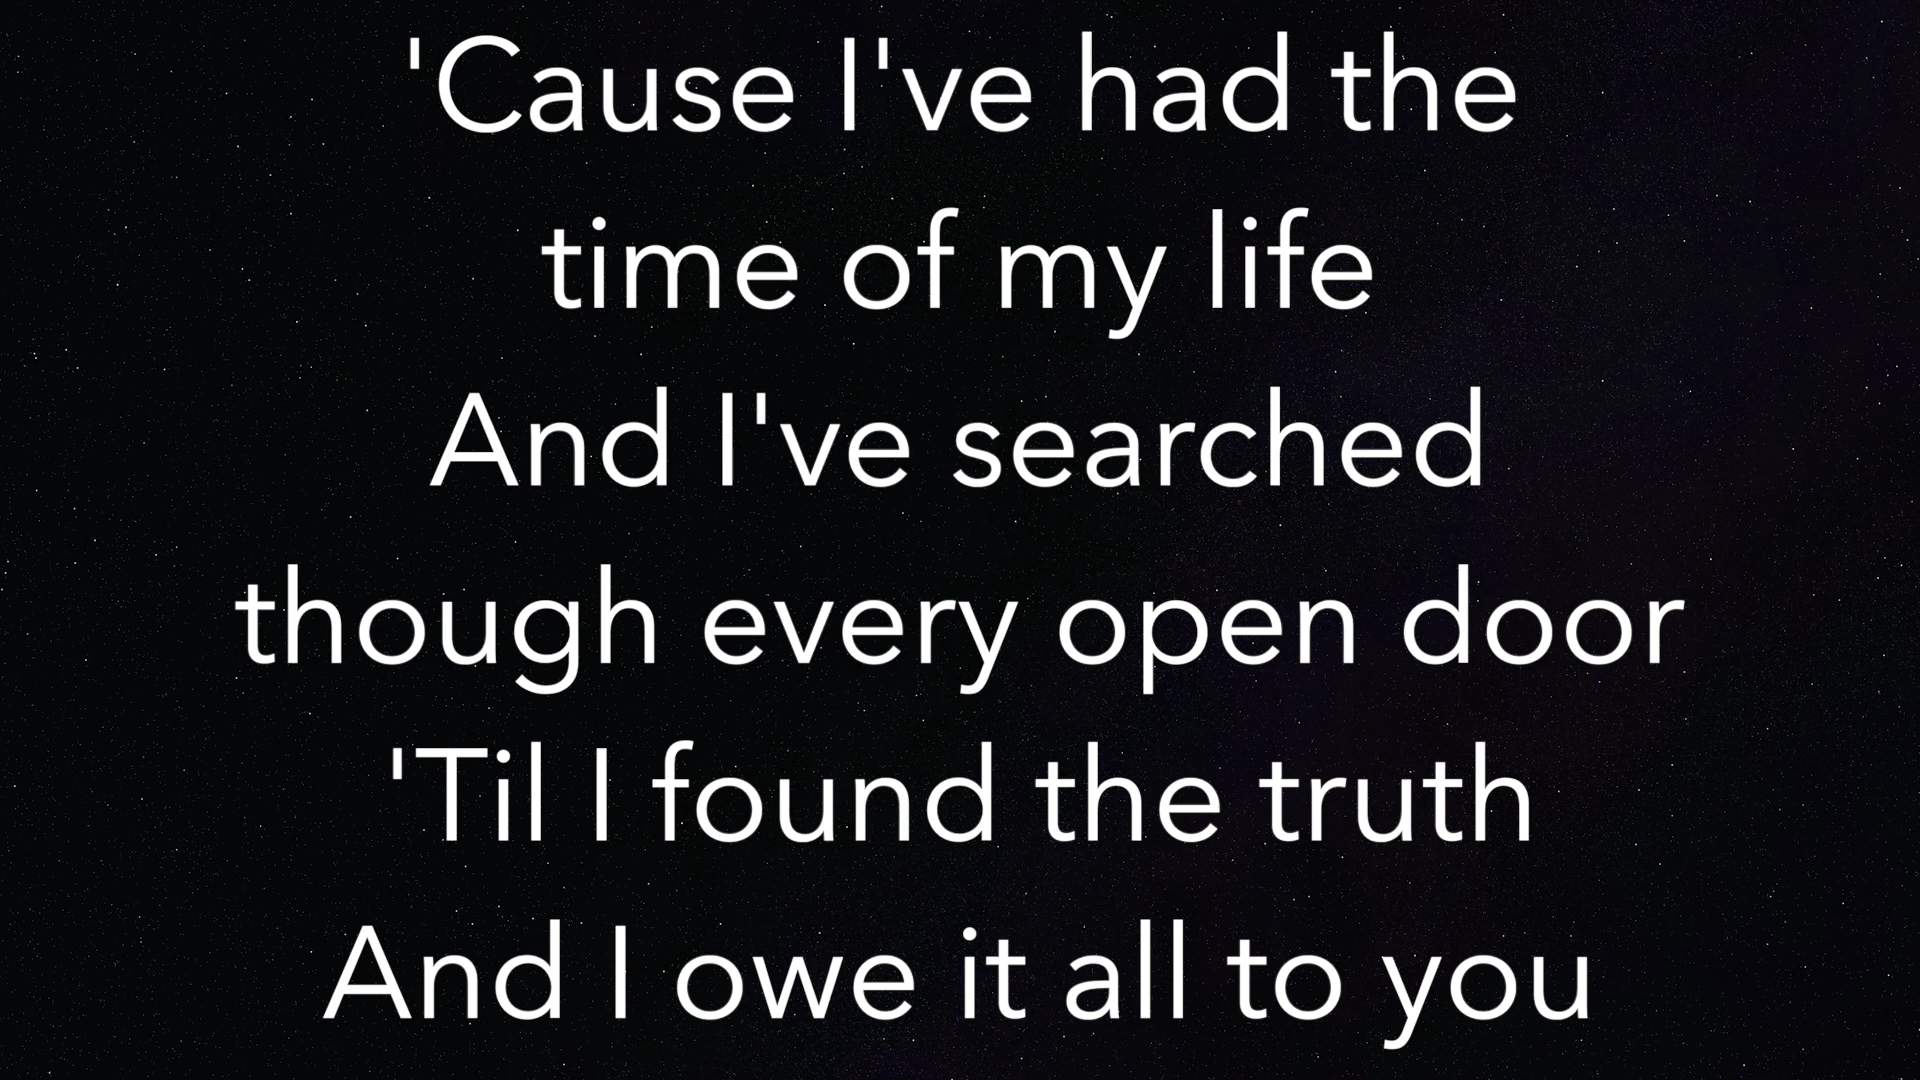 'Cause I've had the
time of my life
And I've searched
though every open door
'Til I found the truth
And I owe it all to you